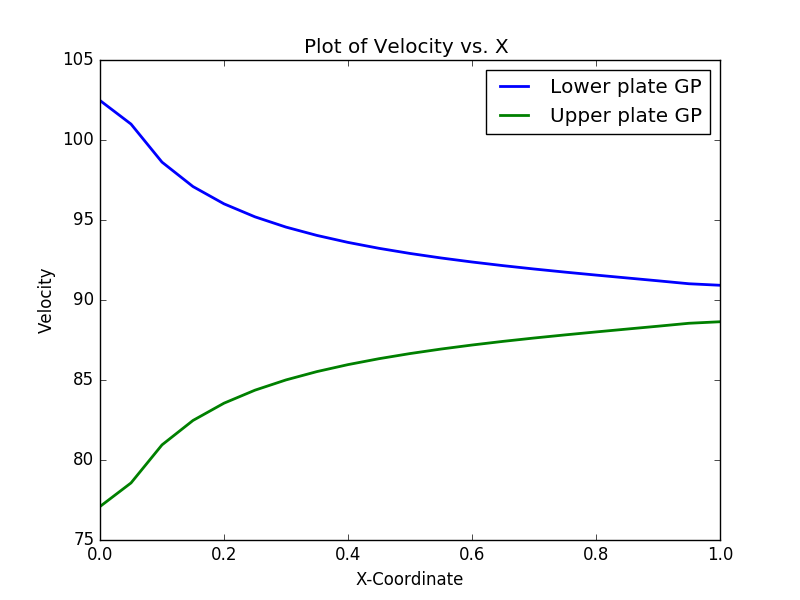 Plot of Velocity vs. X
Lower plate GP
Upper plate GP
105
100
95
90
85
80
75
Velocity
0.0 0.2 0.4 0.6 0.8 1.0
X-Coordinate